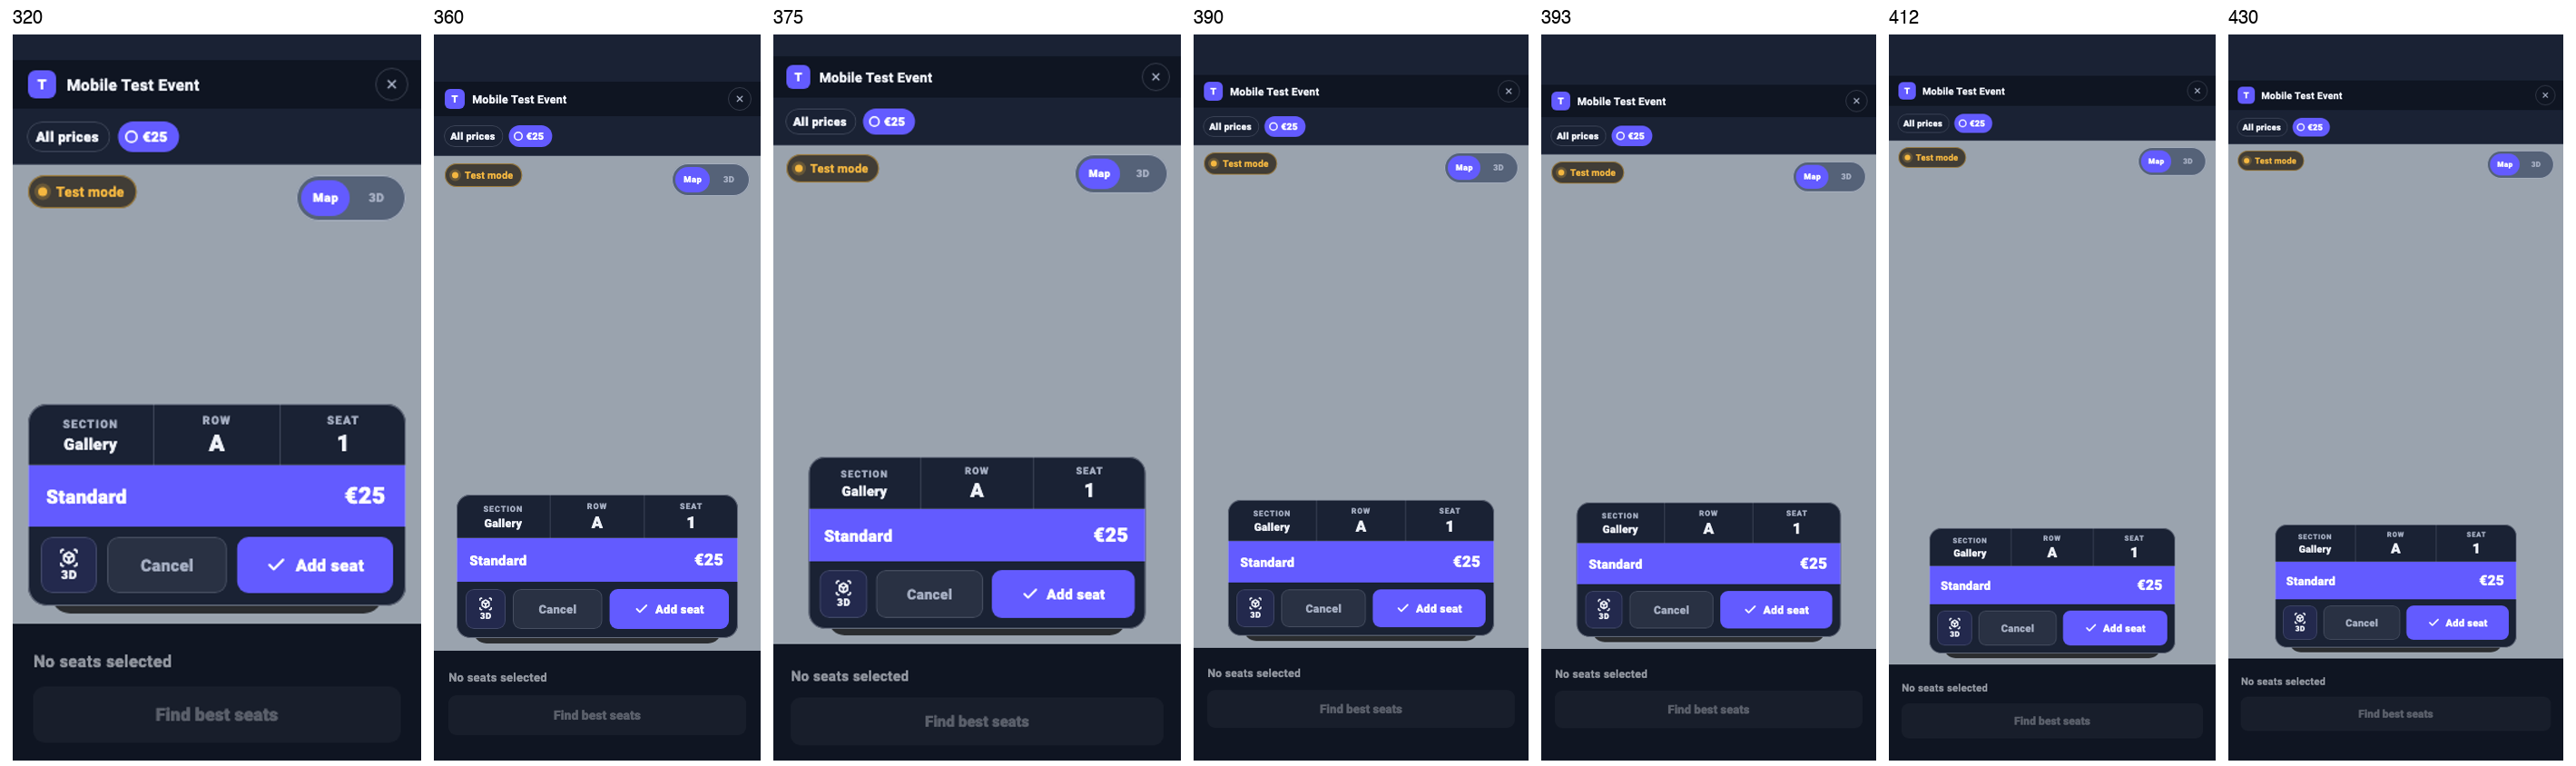 320
T Mobile Test Event
All prices €25
Test mode Map 3D
SECTION ROW SEAT
Gallery A 1
Standard €25
3D Cancel Add seat
No seats selected
Find best seats
360
T Mobile Test Event
All prices €25
Test mode Map 3D
SECTION ROW SEAT
Gallery A 1
Standard €25
3D Cancel Add seat
No seats selected
Find best seats
375
T Mobile Test Event
All prices €25
Test mode Map 3D
SECTION ROW SEAT
Gallery A 1
Standard €25
3D Cancel Add seat
No seats selected
Find best seats
390
T Mobile Test Event
All prices €25
Test mode Map 3D
SECTION ROW SEAT
Gallery A 1
Standard €25
3D Cancel Add seat
No seats selected
Find best seats
393
T Mobile Test Event
All prices €25
Test mode Map 3D
SECTION ROW SEAT
Gallery A 1
Standard €25
3D Cancel Add seat
No seats selected
Find best seats
412
T Mobile Test Event
All prices €25
Test mode Map 3D
SECTION ROW SEAT
Gallery A 1
Standard €25
3D Cancel Add seat
No seats selected
Find best seats
430
T Mobile Test Event
All prices €25
Test mode Map 3D
SECTION ROW SEAT
Gallery A 1
Standard €25
3D Cancel Add seat
No seats selected
Find best seats